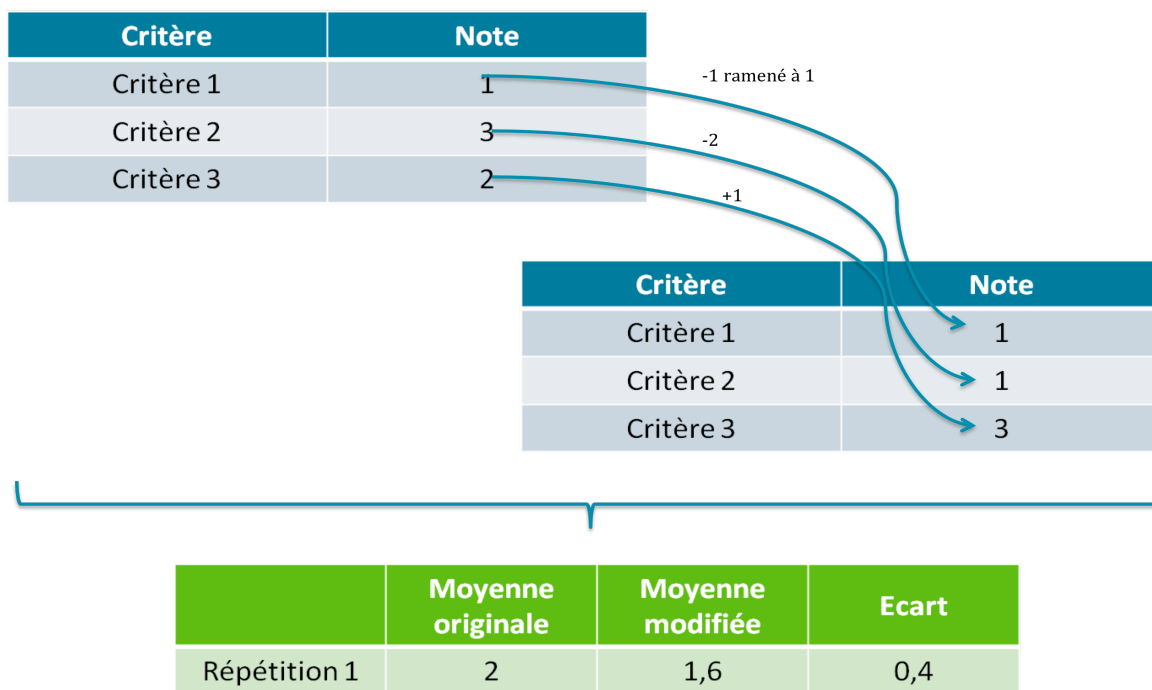 Critère Note
Critère 1 1
Critère 2 3
Critère 3 2
-1 ramené à 1
-2
+1
Critère Note
Critère 1 1
Critère 2 1
Critère 3 3
Moyenne originale Moyenne modifiée Ecart
Répétition 1 2 1,6 0,4